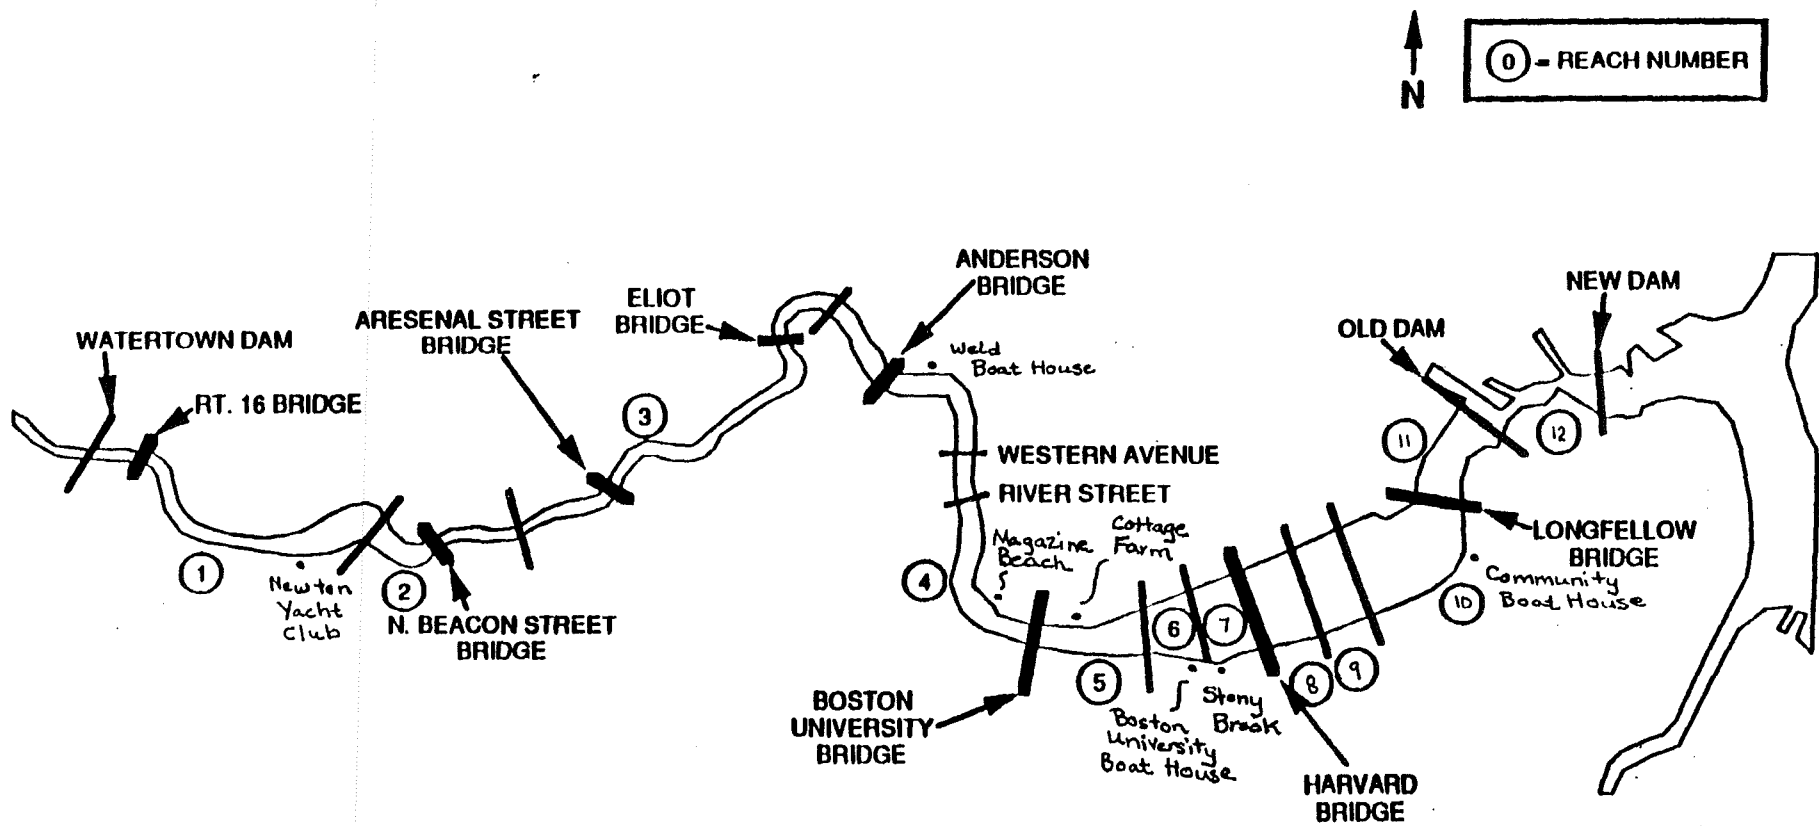 N
0 - REACH NUMBER
ANDERSON
BRIDGE
NEW DAM
ELIOT
BRIDGE
ARESENAL STREET
BRIDGE
WATERTOWN DAM
OLD DAM
Weld
Boat House
RT. 16 BRIDGE
3
11
12
WESTERN AVENUE
RIVER STREET
LONGFELLOW
BRIDGE
Cottage
Farm
Magazine
Beach
1
2
4
Newton
Yacht
Club
N. BEACON STREET
BRIDGE
Community
Boat House
10
6
7
5
8
9
Stony
Brook
BOSTON
UNIVERSITY
BRIDGE
Boston
University
Boat House
HARVARD
BRIDGE